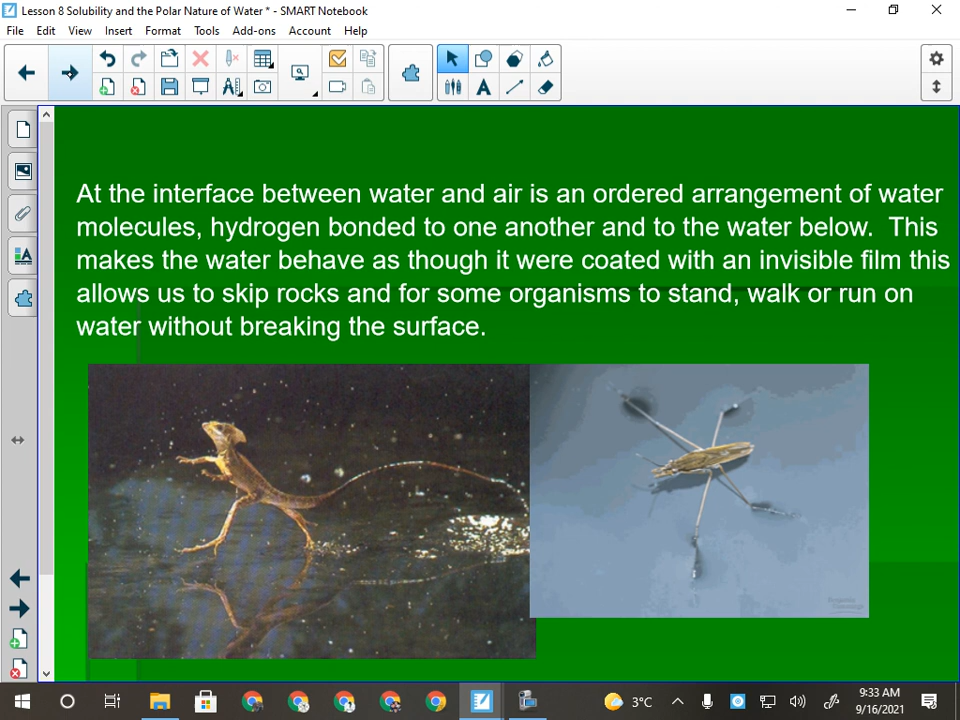 Lesson 8 Solubility and the Polar Nature of Water * - SMART Notebook
File Edit View Insert Format Tools Add-ons Account Help
At the interface between water and air is an ordered arrangement of water
molecules, hydrogen bonded to one another and to the water below.  This
makes the water behave as though it were coated with an invisible film this
allows us to skip rocks and for some organisms to stand, walk or run on
water without breaking the surface.
3°C
9:33 AM
9/16/2021